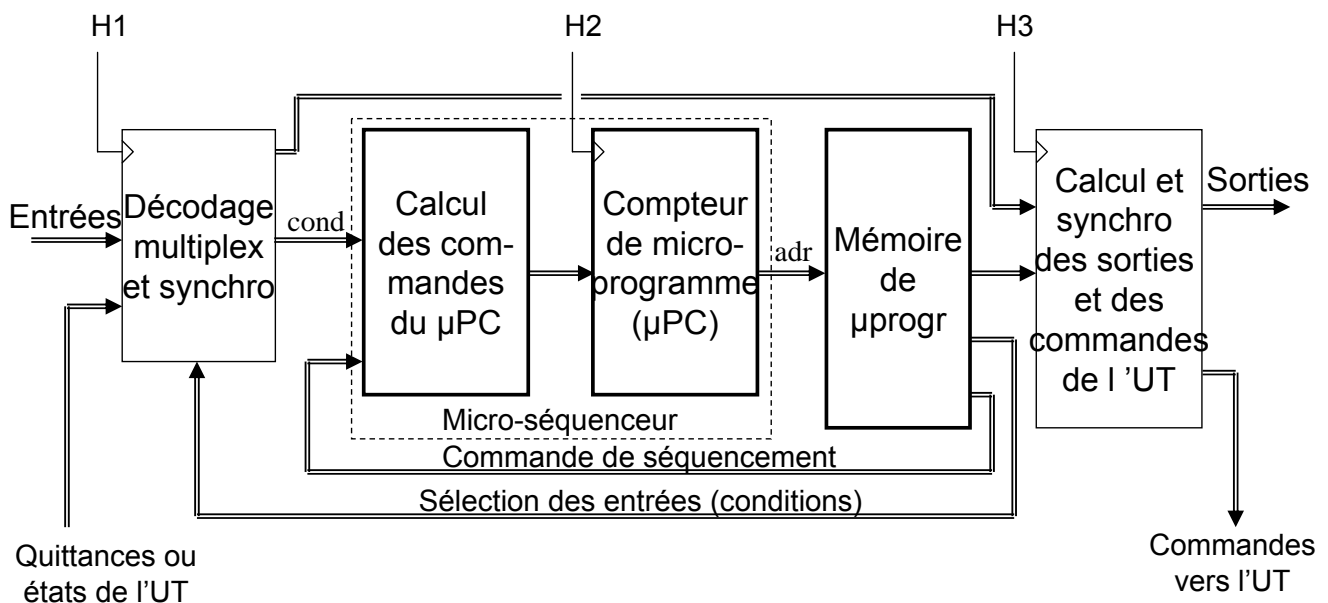 H1
H2
H3
Entrées
Décodage
multiplex
et synchro
cond
Calcul
des com-
mandes
du µPC
Compteur
de micro-
programme
(µPC)
adr
Mémoire
de
µprogr
Calcul et
synchro
des sorties
et des
commandes
de l ’UT
Sorties
Micro-séquenceur
Commande de séquencement
Sélection des entrées (conditions)
Quittances ou
états de l’UT
Commandes
vers l’UT